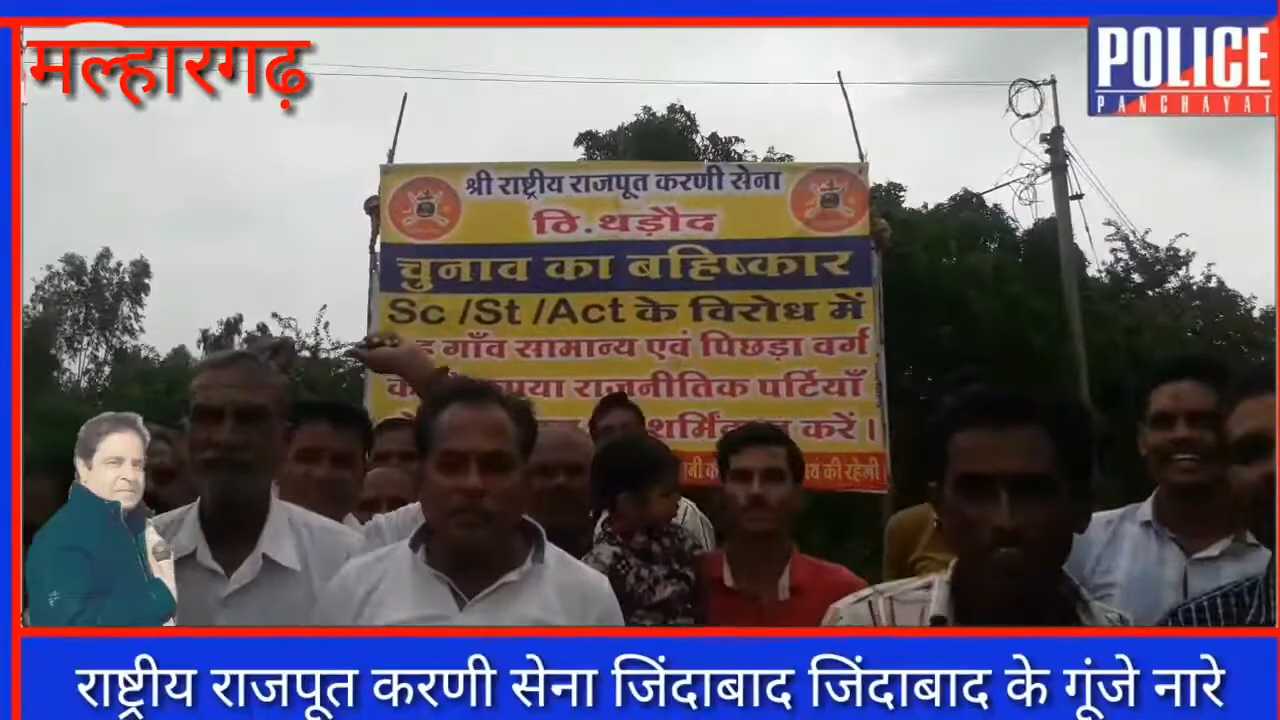 मल्हारगढ़
POLICE
PANCHAYAT
श्री राष्ट्रीय राजपूत करणी सेना
ठि.थड़ौद
चुनाव का बहिष्कार
Sc /St /Act के विरोध में
गाँव सामान्य एवं पिछड़ा वर्ग
राजनीतिक पर्टियाँ
करें।
राष्ट्रीय राजपूत करणी सेना जिंदाबाद जिंदाबाद के गूंजे नारे